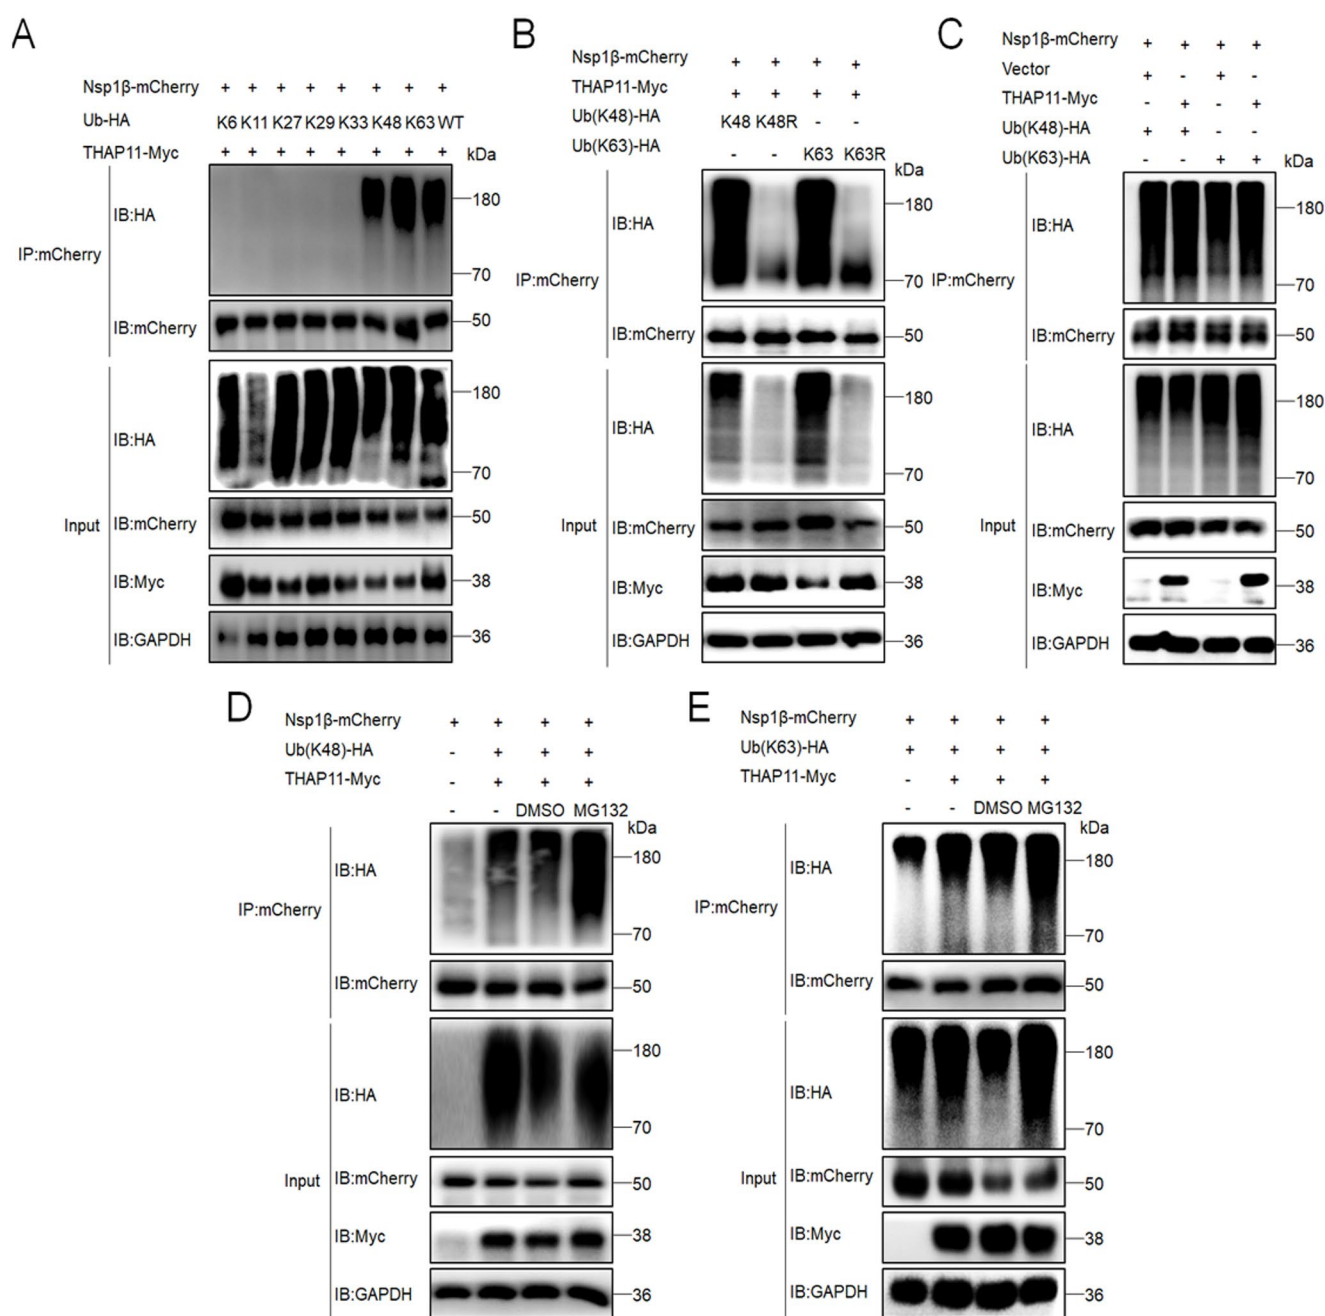 A
Nsp1β-mCherry + + + + + + + +
Ub-HA K6 K11 K27 K29 K33 K48 K63 WT
THAP11-Myc + + + + + + + +
kDa
IP:mCherry
IB:HA
180
70
IB:mCherry
50
Input
IB:HA
180
70
IB:mCherry
50
IB:Myc
38
IB:GAPDH
36
B
Nsp1β-mCherry + + + +
THAP11-Myc + + + +
Ub(K48)-HA K48 K48R - -
Ub(K63)-HA - - K63 K63R
kDa
IP:mCherry
IB:HA
180
70
IB:mCherry
50
Input
IB:HA
180
70
IB:mCherry
50
IB:Myc
38
IB:GAPDH
36
C
Nsp1β-mCherry + + + +
Vector + - + -
THAP11-Myc - + - +
Ub(K48)-HA + + - -
Ub(K63)-HA - - + +
kDa
IP:mCherry
IB:HA
180
70
IB:mCherry
50
Input
IB:HA
180
70
IB:mCherry
50
IB:Myc
38
IB:GAPDH
36
D
Nsp1β-mCherry + + + +
Ub(K48)-HA - + + +
THAP11-Myc - + + +
- - DMSO MG132
kDa
IP:mCherry
IB:HA
180
70
IB:mCherry
50
Input
IB:HA
180
70
IB:mCherry
50
IB:Myc
38
IB:GAPDH
36
E
Nsp1β-mCherry + + + +
Ub(K63)-HA + + + +
THAP11-Myc - + + +
- - DMSO MG132
kDa
IP:mCherry
IB:HA
180
70
IB:mCherry
50
Input
IB:HA
180
70
IB:mCherry
50
IB:Myc
38
IB:GAPDH
36